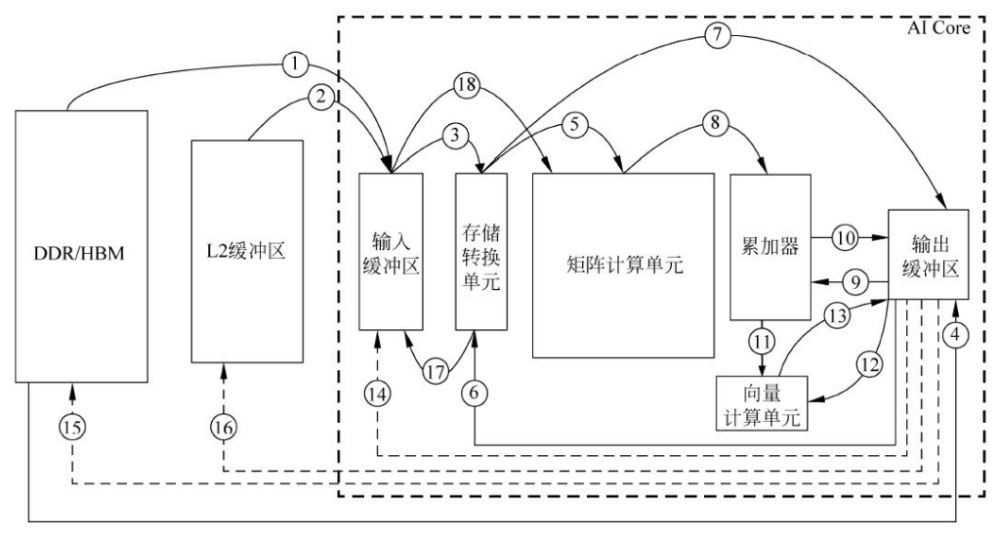 AI Core
⑦
①
②
⑱
③
⑤
⑧
DDR/HBM
L2缓冲区
输入
缓冲区
存储
转换
单元
矩阵计算单元
累加器
⑩
输出
缓冲区
⑨
⑬
④
⑪
⑫
⑰
⑭
⑥
向量
计算单元
⑮
⑯